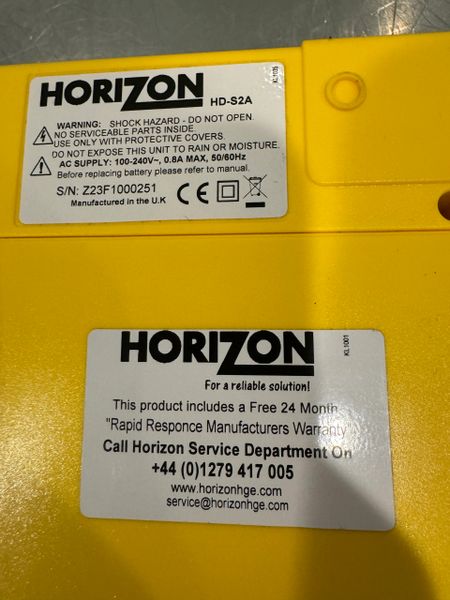 HORIZON HD-S2A
KL1105
WARNING: SHOCK HAZARD - DO NOT OPEN.
NO SERVICEABLE PARTS INSIDE.
USE ONLY WITH PROTECTIVE COVERS.
DO NOT EXPOSE THIS UNIT TO RAIN OR MOISTURE.
AC SUPPLY: 100-240V~, 0.8A MAX, 50/60Hz
Before replacing battery please refer to manual.
S/N: Z23F1000251
Manufactured in the U.K
CE
HORIZON
KL1001
For a reliable solution!
This product includes a Free 24 Month
"Rapid Responce Manufacturers Warranty"
Call Horizon Service Department On
+44 (0)1279 417 005
www.horizonhge.com
service@horizonhge.com